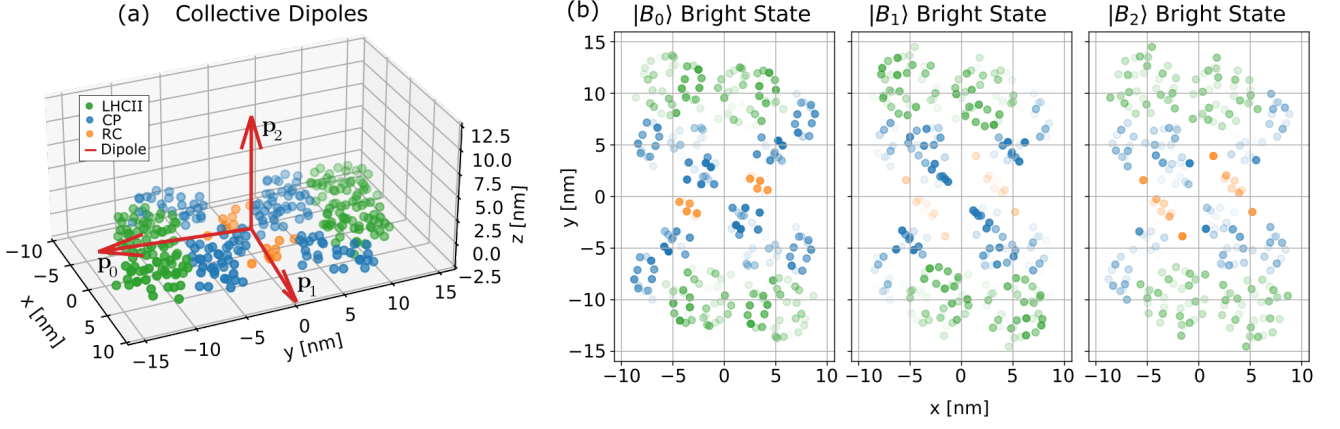 (a) Collective Dipoles
LHCII
CP
RC
Dipole
p₂
p₀
p₁
12.5
10.0
7.5
5.0
2.5
0.0
−2.5
z [nm]
−10
−5
0
5
10
x [nm]
−15
−10
−5
0
5
10
15
y [nm]
(b)
|B₀⟩ Bright State
|B₁⟩ Bright State
|B₂⟩ Bright State
15
10
5
0
−5
−10
−15
y [nm]
−10 −5 0 5 10
−10 −5 0 5 10
−10 −5 0 5 10
x [nm]